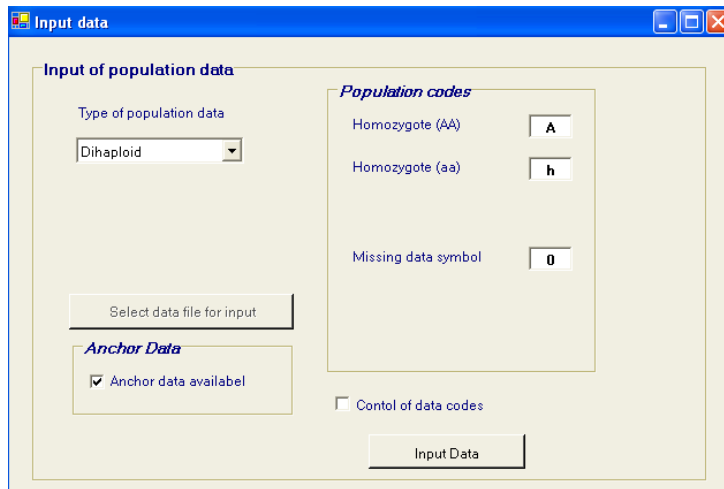 Input data
Input of population data
Type of population data
Dihaploid
Select data file for input
Anchor Data
Anchor data availabel
Population codes
Homozygote (AA) A
Homozygote (aa) h
Missing data symbol 0
Contol of data codes
Input Data